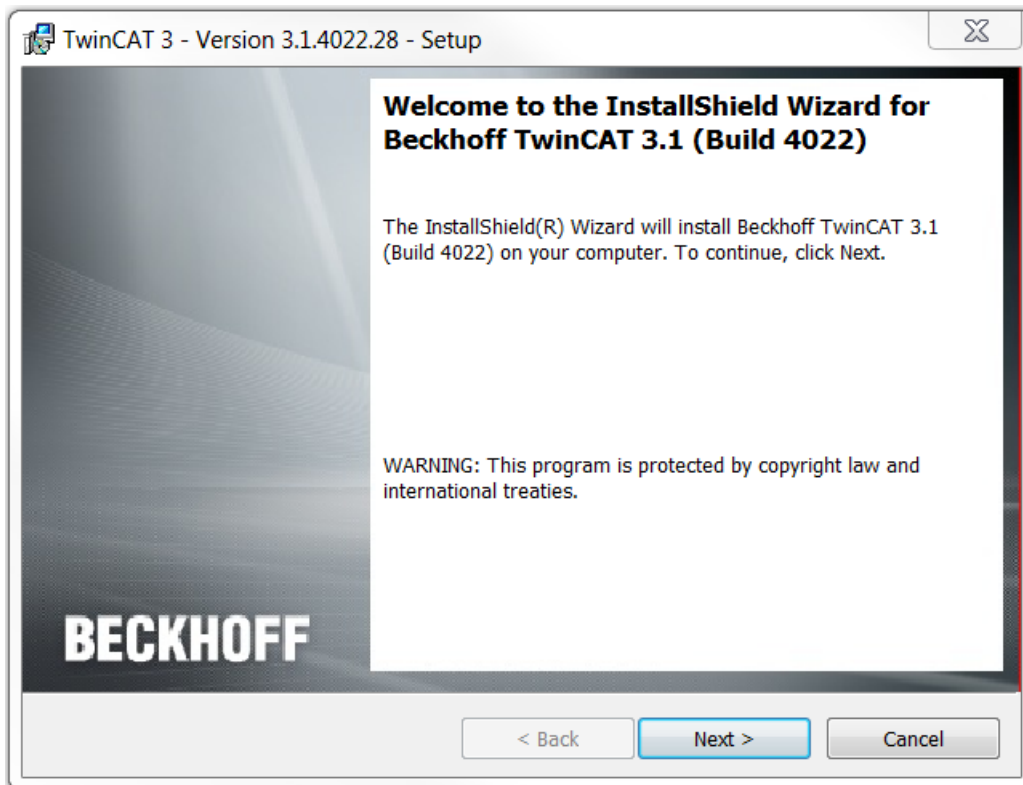 TwinCAT 3 - Version 3.1.4022.28 - Setup
Welcome to the InstallShield Wizard for
Beckhoff TwinCAT 3.1 (Build 4022)
The InstallShield(R) Wizard will install Beckhoff TwinCAT 3.1
(Build 4022) on your computer. To continue, click Next.
WARNING: This program is protected by copyright law and
international treaties.
BECKHOFF
< Back
Next >
Cancel